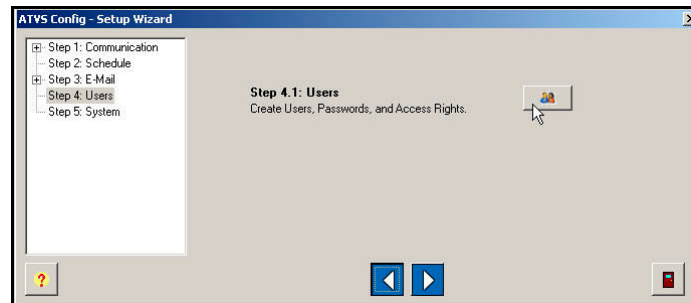 ATVS Config - Setup Wizard
Step 1: Communication
Step 2: Schedule
Step 3: E-Mail
Step 4: Users
Step 5: System
Step 4.1: Users
Create Users, Passwords, and Access Rights.
?